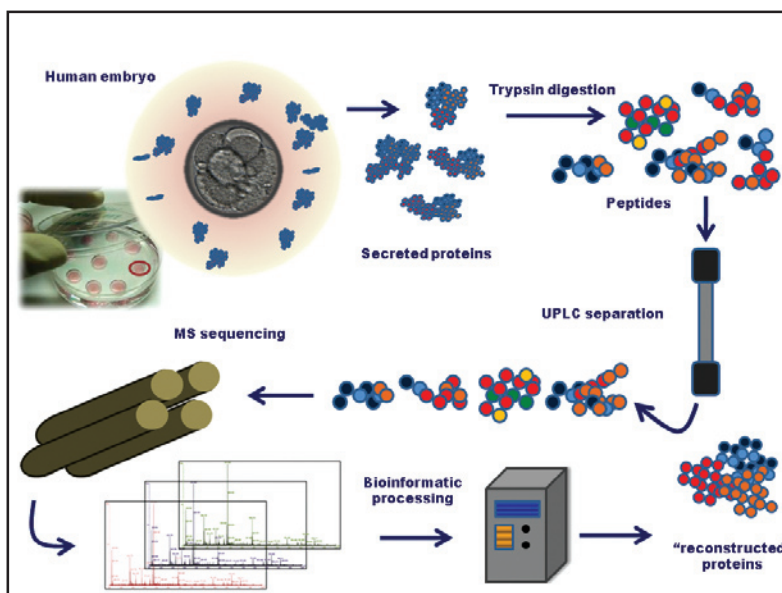 Human embryo
Trypsin digestion
Peptides
Secreted proteins
UPLC separation
MS sequencing
Bioinformatic
processing
"reconstructed
proteins